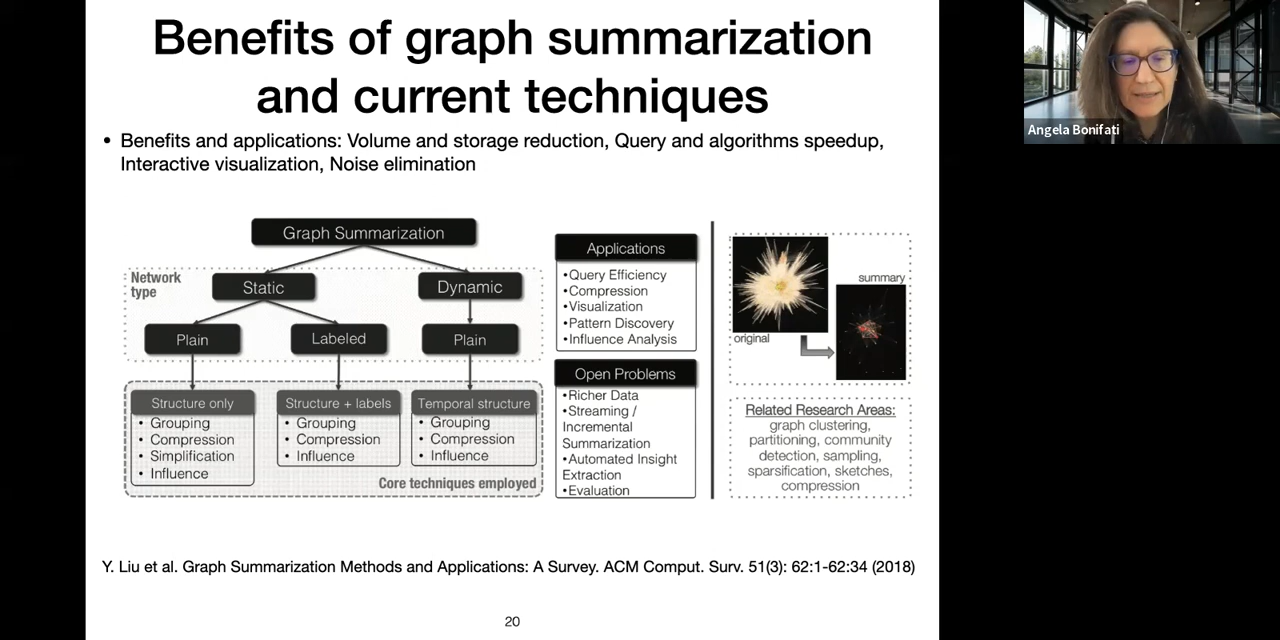 Benefits of graph summarization
and current techniques
• Benefits and applications: Volume and storage reduction, Query and algorithms speedup,
Interactive visualization, Noise elimination
Graph Summarization
Network
type
Static
Dynamic
Plain
Labeled
Plain
Structure only
• Grouping
• Compression
• Simplification
• Influence
Structure + labels
• Grouping
• Compression
• Influence
Temporal structure
• Grouping
• Compression
• Influence
Core techniques employed
Applications
•Query Efficiency
•Compression
•Visualization
•Pattern Discovery
•Influence Analysis
Open Problems
•Richer Data
•Streaming /
Incremental
Summarization
•Automated Insight
Extraction
•Evaluation
original
summary
Related Research Areas:
graph clustering,
partitioning, community
detection, sampling,
sparsification, sketches,
compression
Y. Liu et al. Graph Summarization Methods and Applications: A Survey. ACM Comput. Surv. 51(3): 62:1-62:34 (2018)
20
Angela Bonifati